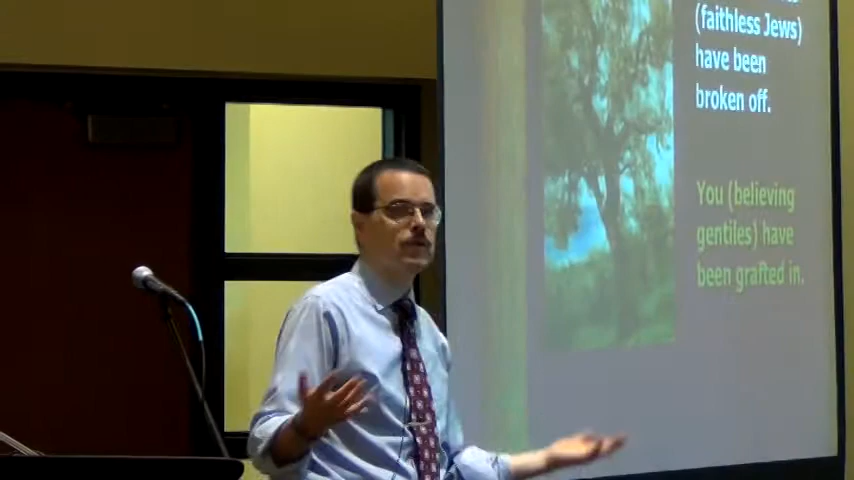 (faithless Jews)
have been
broken off.
You (believing
gentiles) have
been grafted in.